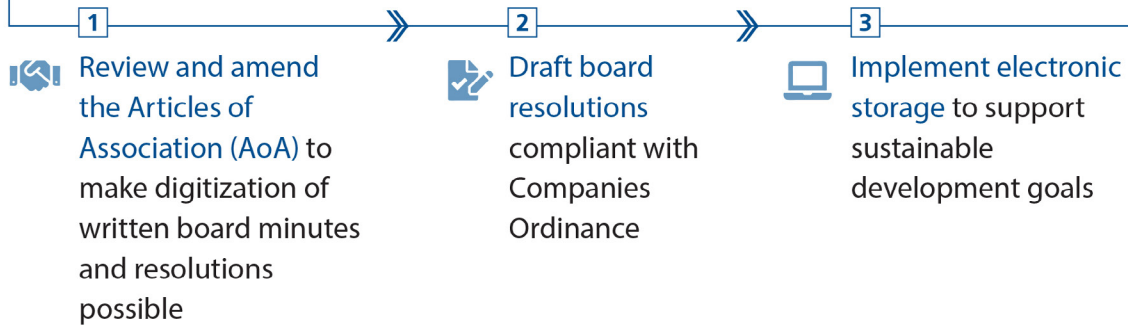 1
Review and amend
the Articles of
Association (AoA) to
make digitization of
written board minutes
and resolutions
possible
2
Draft board
resolutions
compliant with
Companies
Ordinance
3
Implement electronic
storage to support
sustainable
development goals